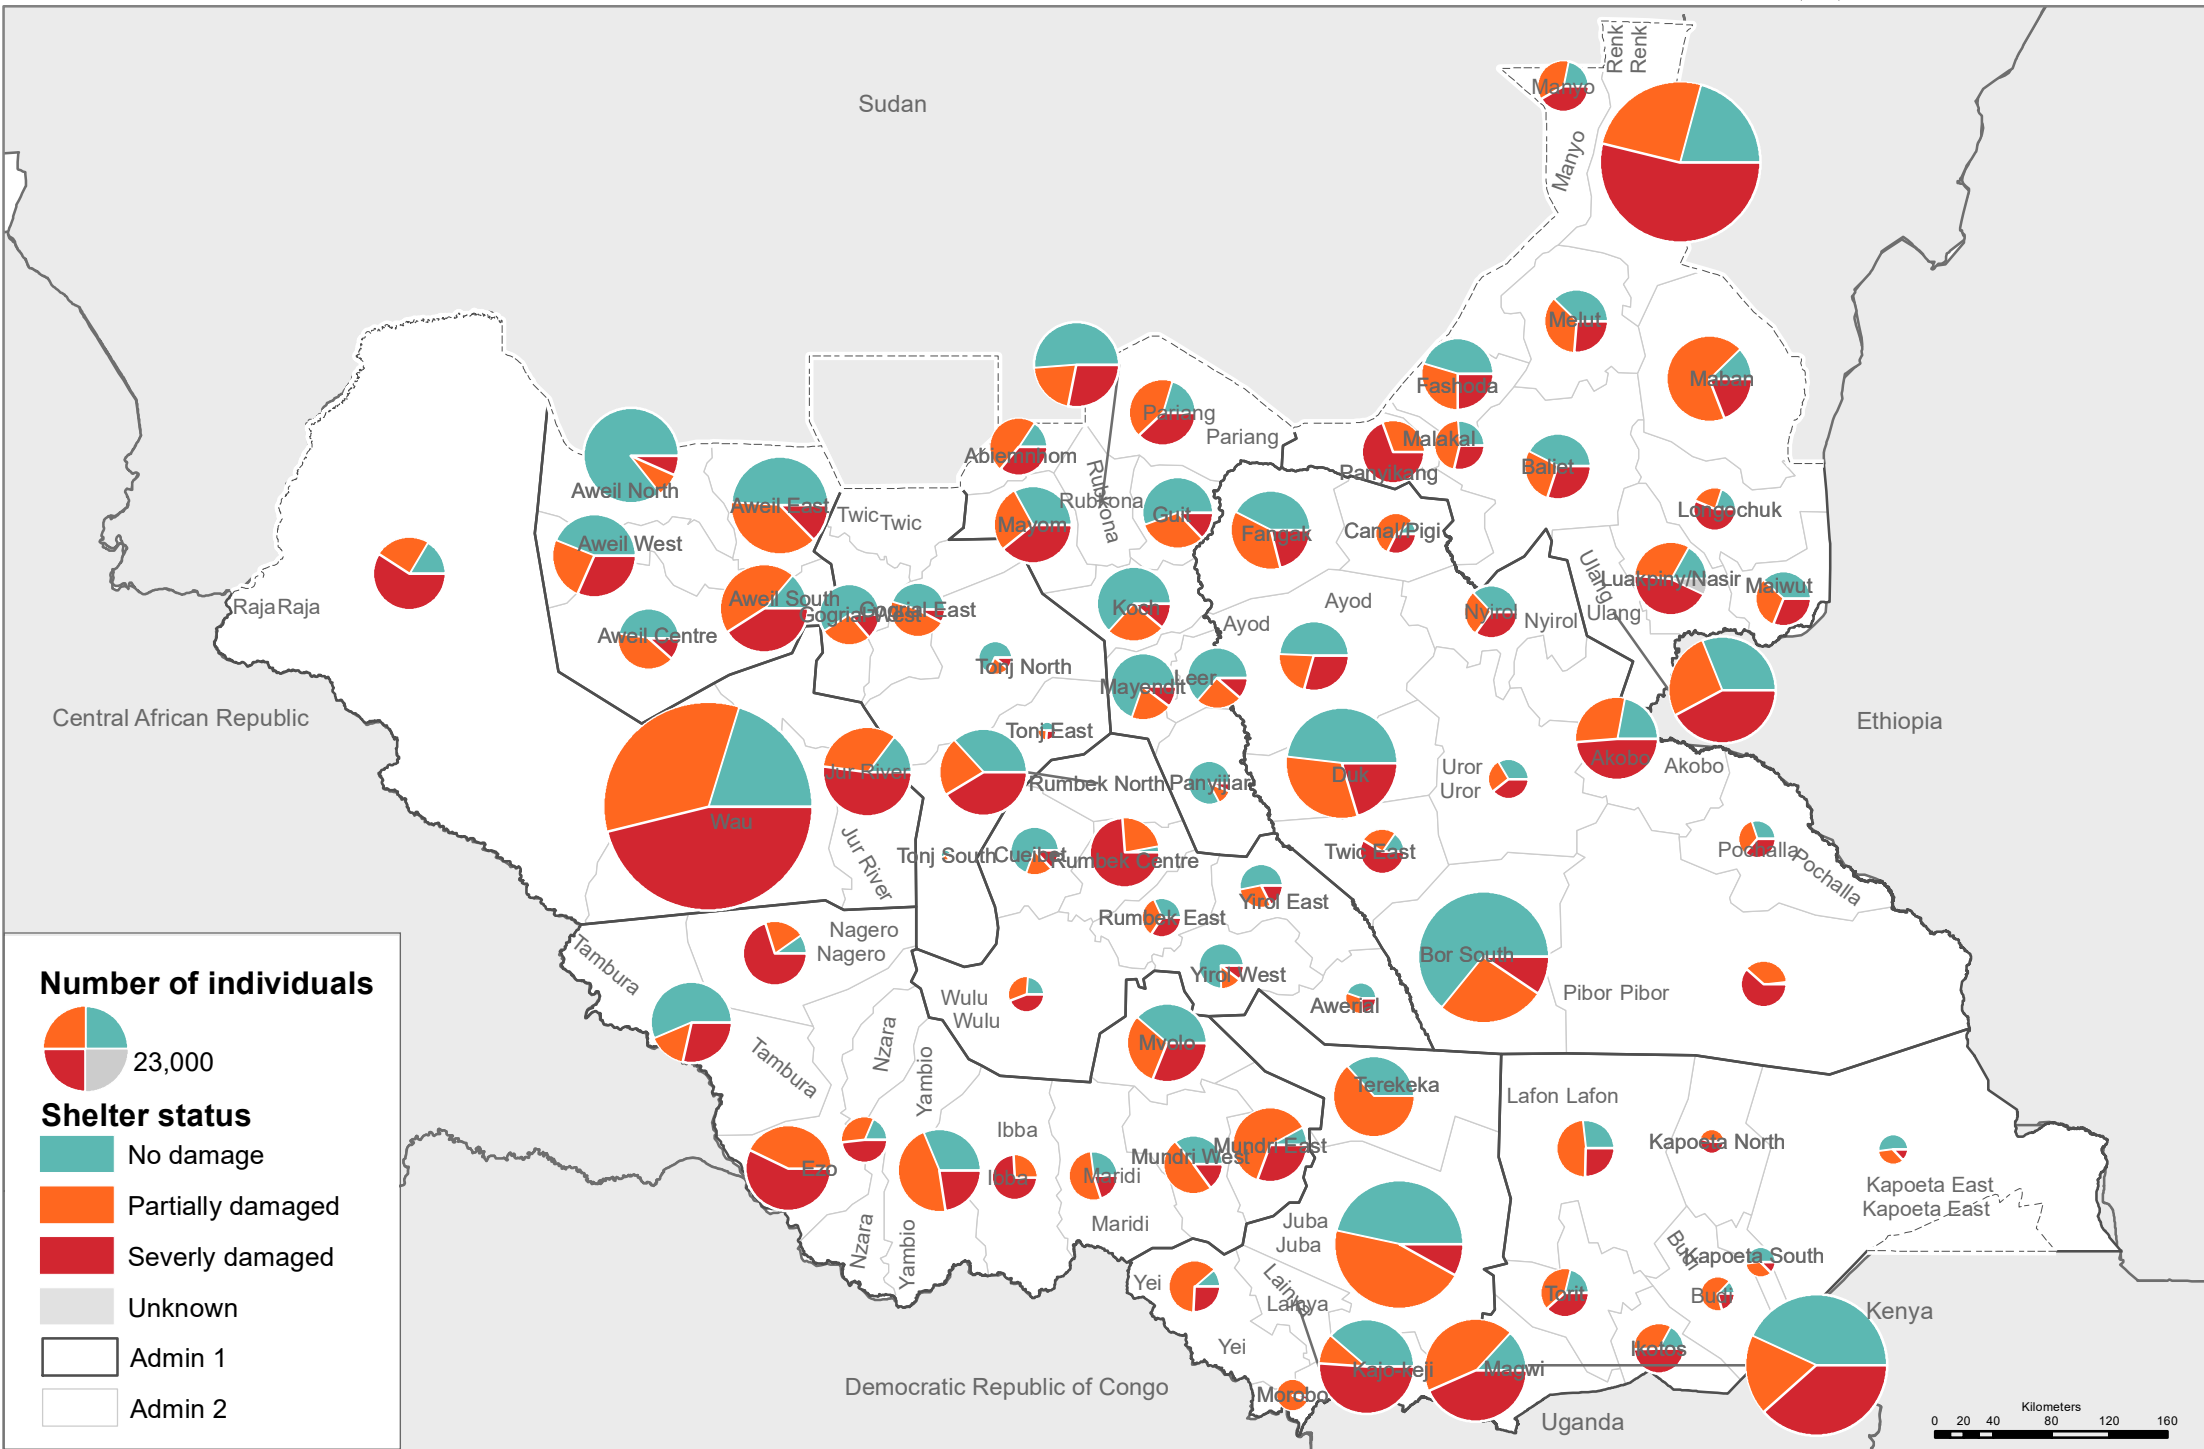 Sudan
Renk
Renk
Manyo
Manyo
Melut
Maban
Fashoda
Pariang
Pariang
Malakal
Panyikang
Baliet
Longochuk
Abiemnhom
Rubkona
Rubkona
Mayom
Guit
Fangak
Canal/Pigi
Aweil North
Aweil East
Twic
Twic
Aweil West
Aweil South
Aweil Centre
Gogrial West
Gogrial East
Koch
Ayod
Ayod
Nyirol
Nyirol
Ulang
Ulang
Luakpiny/Nasir
Maiwut
Raja
Raja
Tonj North
Mayendit
Leer
Central African Republic
Ethiopia
Tonj East
Wau
Jur River
Jur River
Rumbek North
Panyijiar
Duk
Uror
Uror
Akobo
Akobo
Tonj South
Cueibet
Rumbek Centre
Twic East
Pochalla
Pochalla
Yirol East
Rumbek East
Nagero
Nagero
Tambura
Tambura
Yirol West
Bor South
Pibor
Pibor
Wulu
Wulu
Awerial
Mvolo
Nzara
Nzara
Yambio
Yambio
Terekeka
Lafon
Lafon
Ibba
Ibba
Ezo
Mundri West
Mundri East
Maridi
Maridi
Kapoeta North
Kapoeta East
Kapoeta East
Juba
Juba
Kapoeta South
Budi
Budi
Yei
Yei
Lainya
Lainya
Torit
Ikotos
Kenya
Kajo-keji
Magwi
Morobo
Democratic Republic of Congo
Uganda
Number of individuals
23,000
Shelter status
No damage
Partially damaged
Severly damaged
Unknown
Admin 1
Admin 2
Kilometers
0 20 40 80 120 160